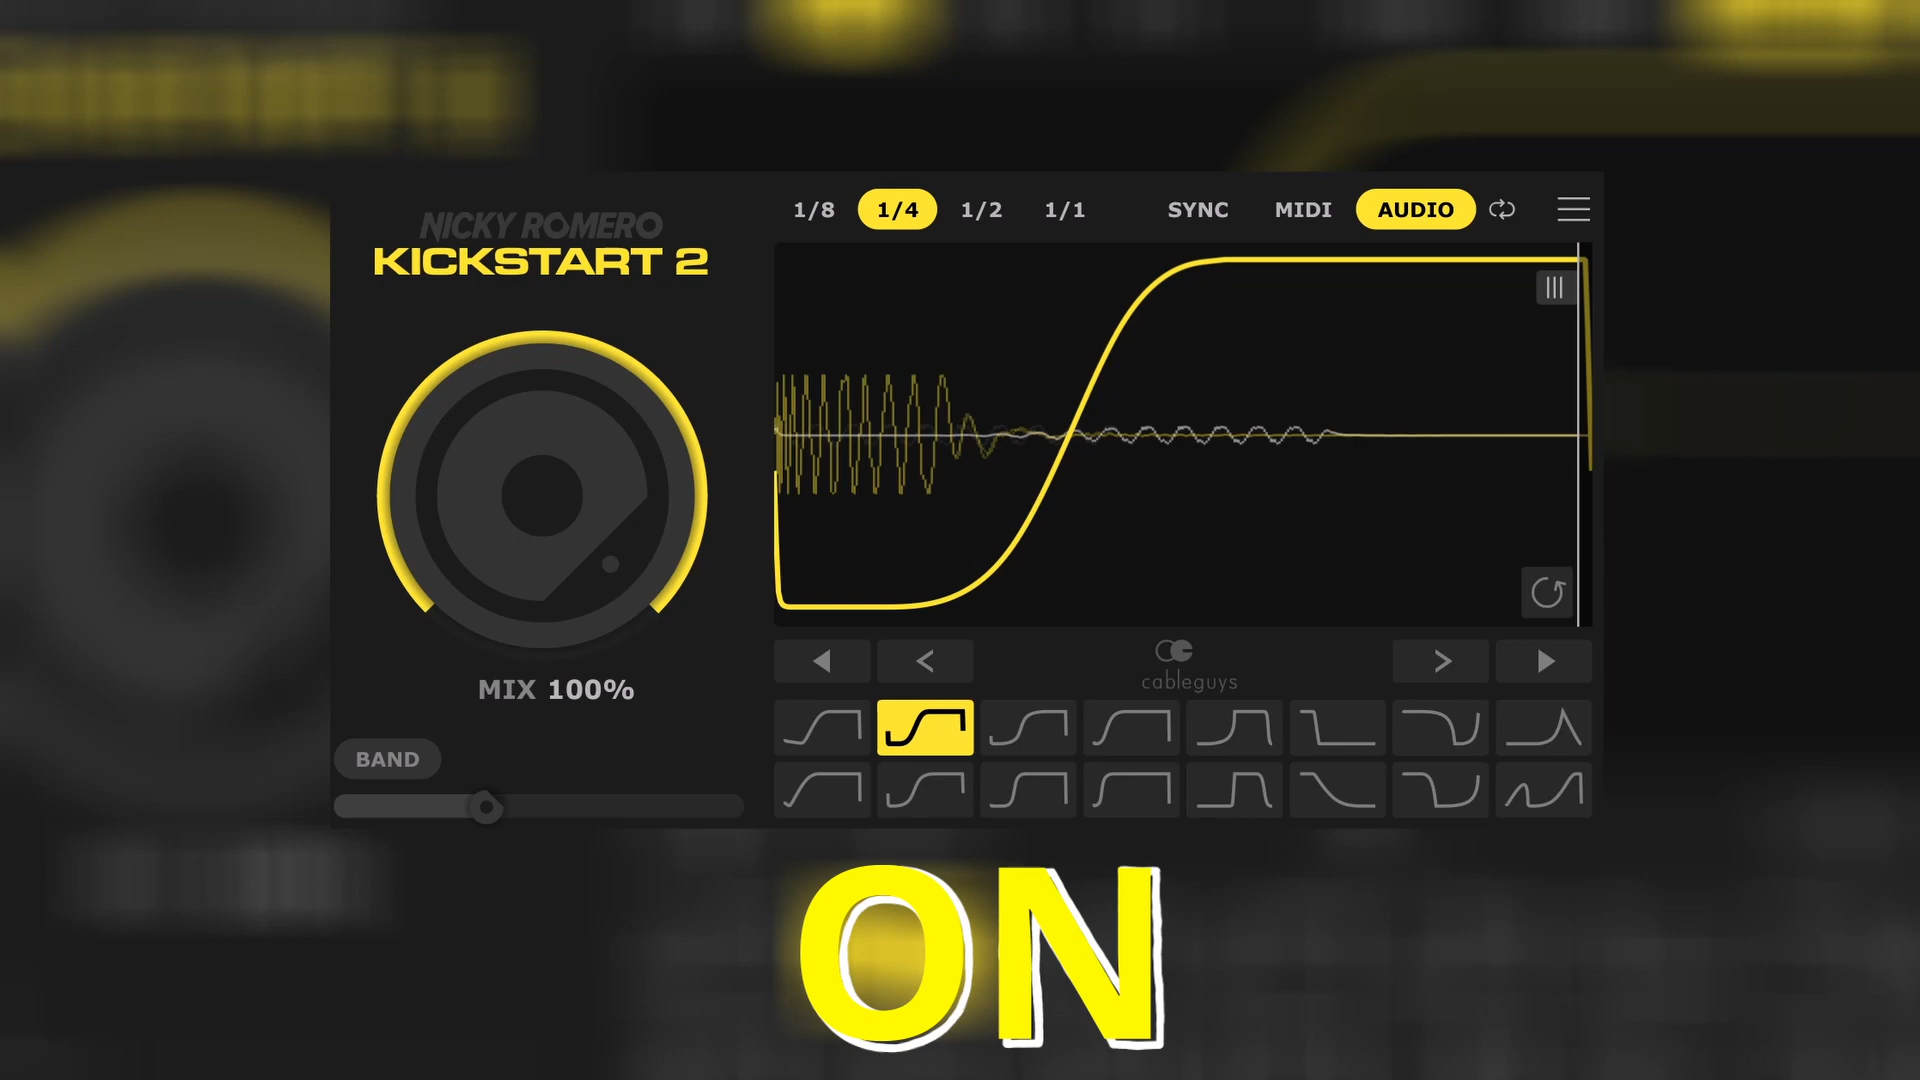 NICKY ROMERO
KICKSTART 2
1/8 1/4 1/2 1/1 SYNC MIDI AUDIO
MIX 100%
cableguys
BAND
ON